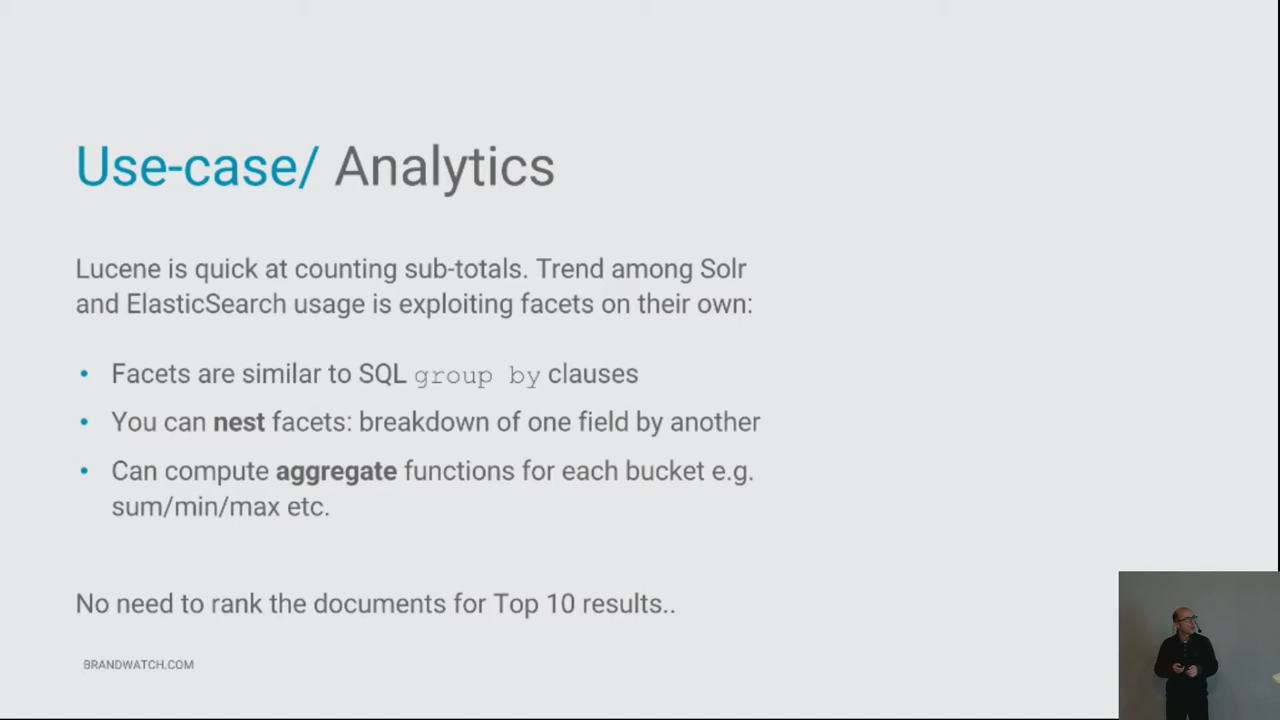 Use-case/ Analytics
Lucene is quick at counting sub-totals. Trend among Solr
and ElasticSearch usage is exploiting facets on their own:
• Facets are similar to SQL group by clauses
• You can nest facets: breakdown of one field by another
• Can compute aggregate functions for each bucket e.g.
sum/min/max etc.
No need to rank the documents for Top 10 results..
BRANDWATCH.COM